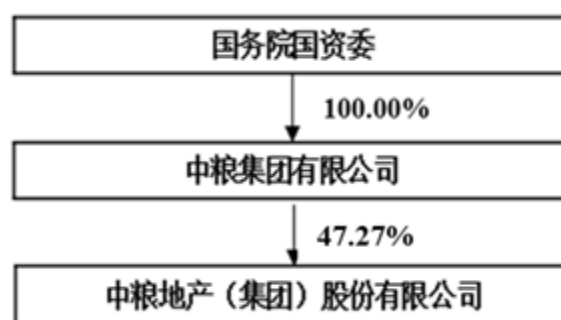 国务院国资委
100.00%
中粮集团有限公司
47.27%
中粮地产（集团）股份有限公司